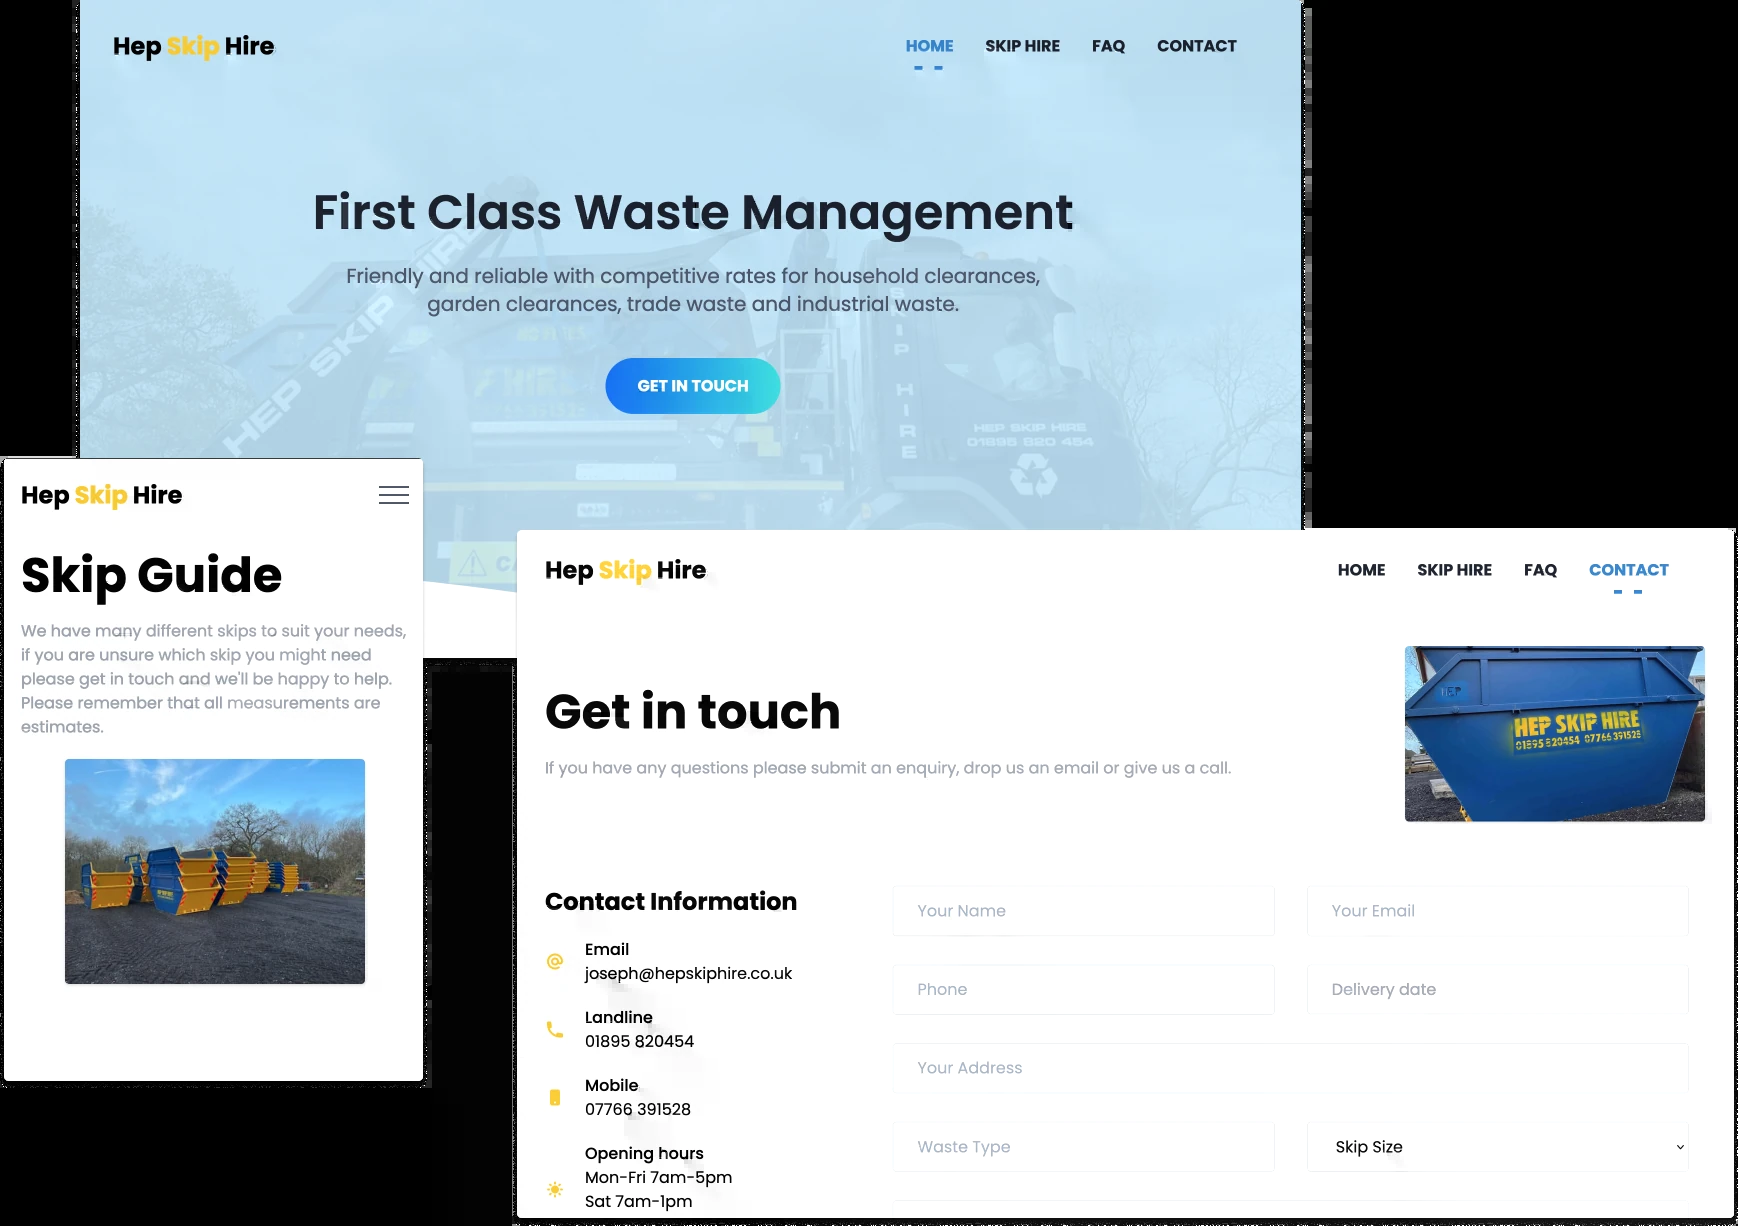 Hep Skip Hire
HOME SKIP HIRE FAQ CONTACT
First Class Waste Management
Friendly and reliable with competitive rates for household clearances,
garden clearances, trade waste and industrial waste.
GET IN TOUCH
HEP SKIP HIRE
SKIP HIRE
HEP SKIP HIRE
01895 820 454
Hep Skip Hire
Skip Guide
We have many different skips to suit your needs,
if you are unsure which skip you might need
please get in touch and we'll be happy to help.
Please remember that all measurements are
estimates.
Hep Skip Hire
HOME SKIP HIRE FAQ CONTACT
Get in touch
If you have any questions please submit an enquiry, drop us an email or give us a call.
HEP
HEP SKIP HIRE
01895 820454 07766 391528
Contact Information
Email
joseph@hepskiphire.co.uk
Landline
01895 820454
Mobile
07766 391528
Opening hours
Mon-Fri 7am-5pm
Sat 7am-1pm
Your Name
Your Email
Phone
Delivery date
Your Address
Waste Type
Skip Size